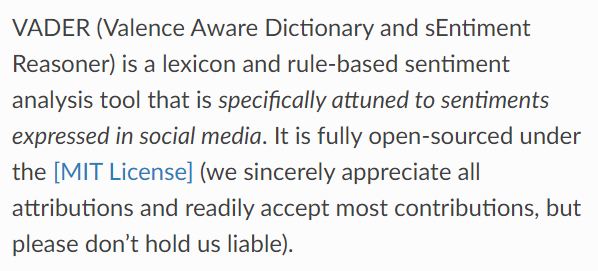 VADER (Valence Aware Dictionary and sEntiment
Reasoner) is a lexicon and rule-based sentiment
analysis tool that is specifically attuned to sentiments
expressed in social media. It is fully open-sourced under
the [MIT License] (we sincerely appreciate all
attributions and readily accept most contributions, but
please don’t hold us liable).